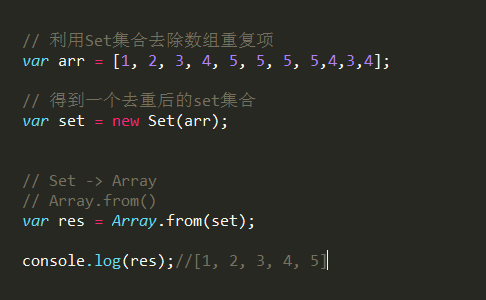 // 利用Set集合去除数组重复项
var arr = [1, 2, 3, 4, 5, 5, 5, 5,4,3,4];
// 得到一个去重后的set集合
var set = new Set(arr);
// Set -> Array
// Array.from()
var res = Array.from(set);
console.log(res);//[1, 2, 3, 4, 5]